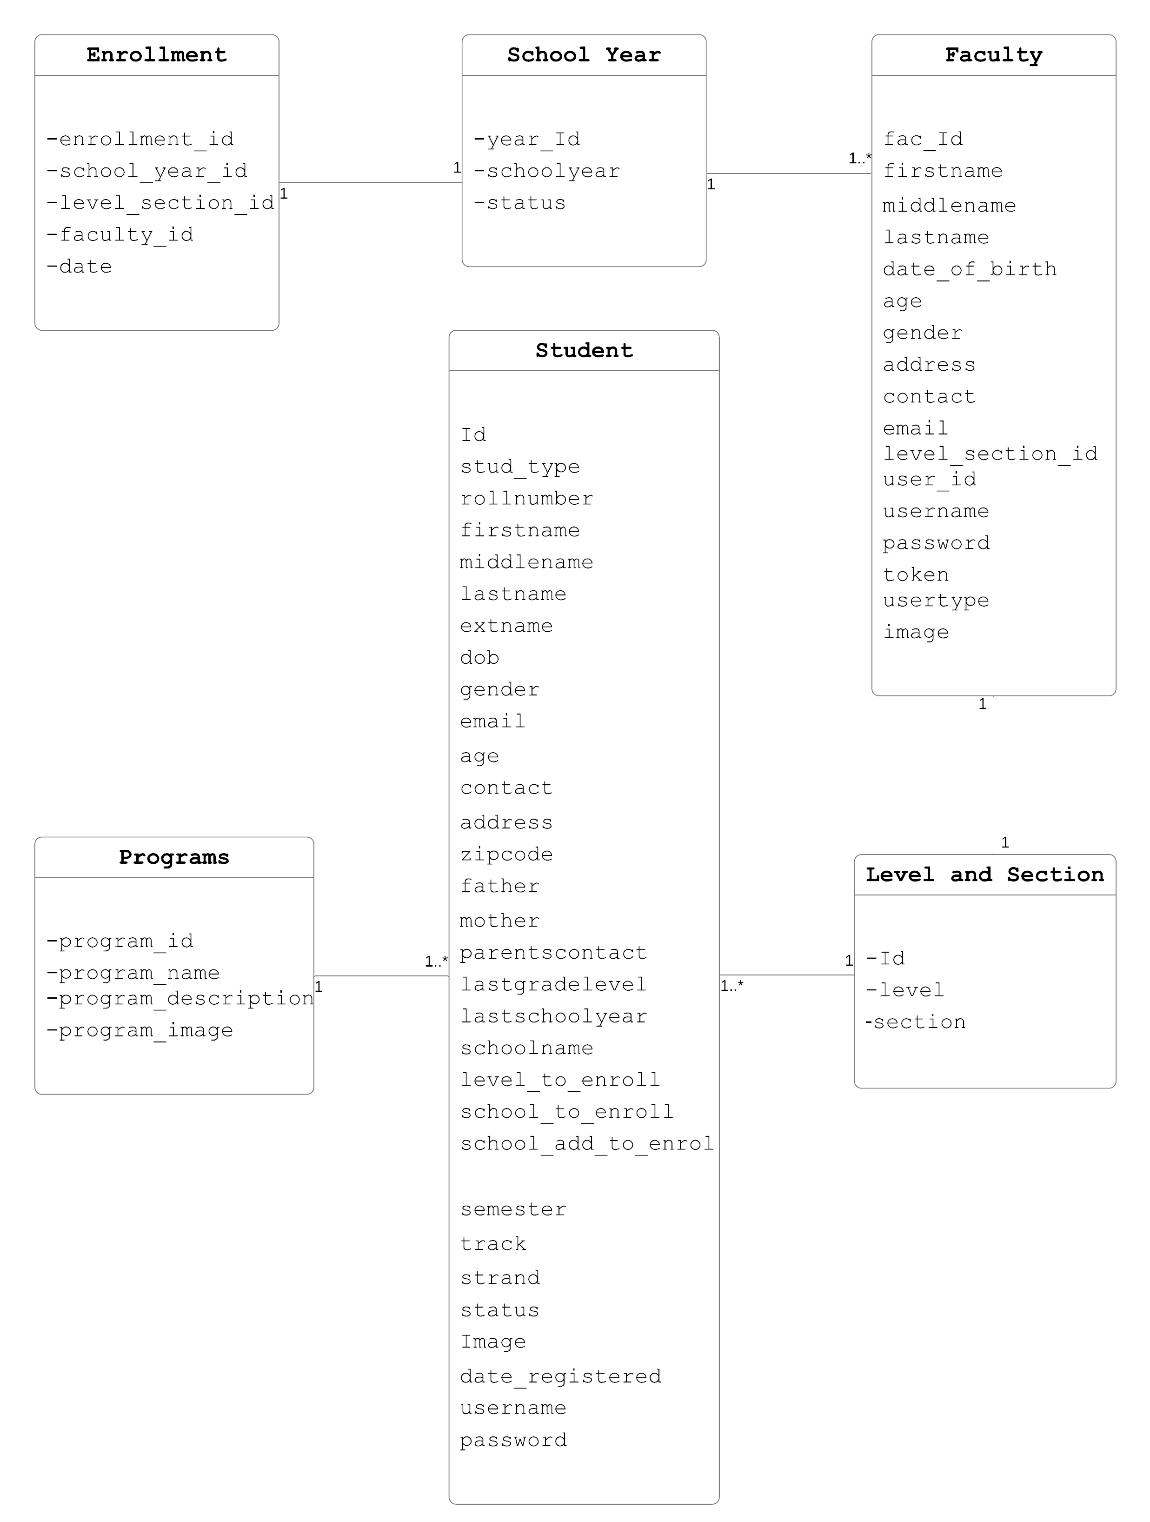 Enrollment
-enrollment_id
-school_year_id
-level_section_id
-faculty_id
-date
1
1
School Year
-year_Id
-schoolyear
-status
1
1..*
Faculty
fac_Id
firstname
middlename
lastname
date_of_birth
age
gender
address
contact
email
level_section_id
user_id
username
password
token
usertype
image
1
Student
Id
stud_type
rollnumber
firstname
middlename
lastname
extname
dob
gender
email
age
contact
address
zipcode
father
mother
parentscontact
lastgradelevel
lastschoolyear
schoolname
level_to_enroll
school_to_enroll
school_add_to_enrol
semester
track
strand
status
Image
date_registered
username
password
Programs
-program_id
-program_name
-program_description
-program_image
1
1..*
1..*
1
1
Level and Section
-Id
-level
-section